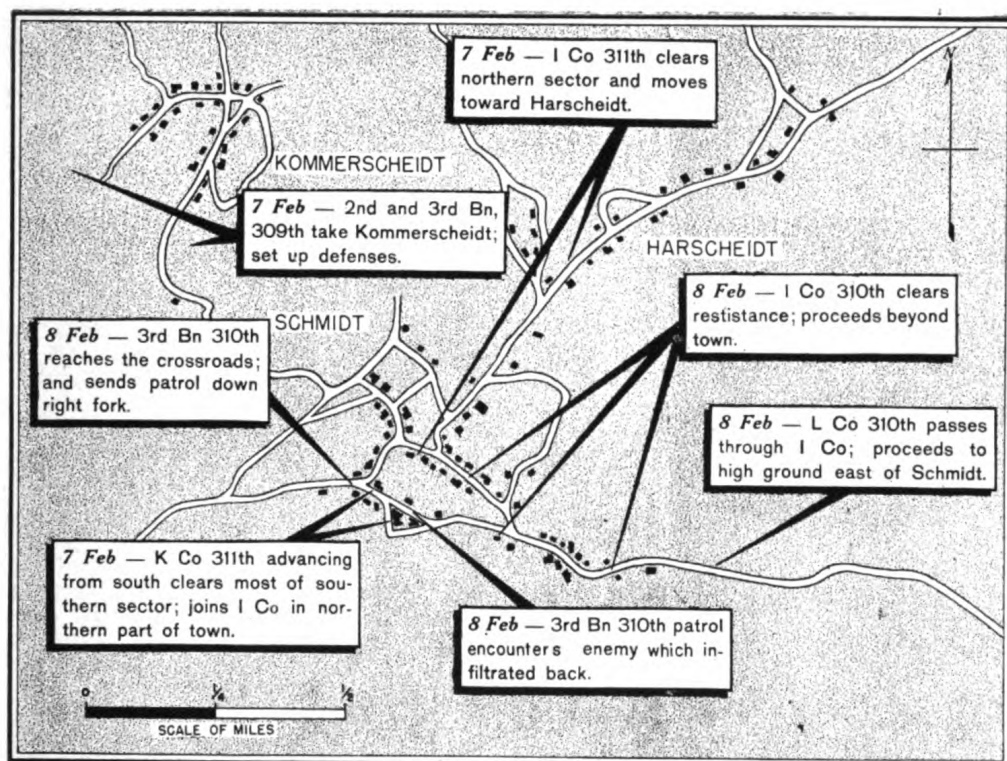 7 Feb — I Co 311th clears
northern sector and moves
toward Harscheidt.
N
KOMMERSCHEIDT
7 Feb — 2nd and 3rd Bn,
309th take Kommerscheidt;
set up defenses.
HARSCHEIDT
8 Feb — I Co 310th clears
restistance; proceeds beyond
town.
SCHMIDT
8 Feb — 3rd Bn 310th
reaches the crossroads;
and sends patrol down
right fork.
8 Feb — L Co 310th passes
through I Co; proceeds to
high ground east of Schmidt.
7 Feb — K Co 311th advancing
from south clears most of sou-
thern sector; joins I Co in nor-
thern part of town.
8 Feb — 3rd Bn 310th patrol
encounters enemy which in-
filtrated back.
0 ¼ ½
SCALE OF MILES